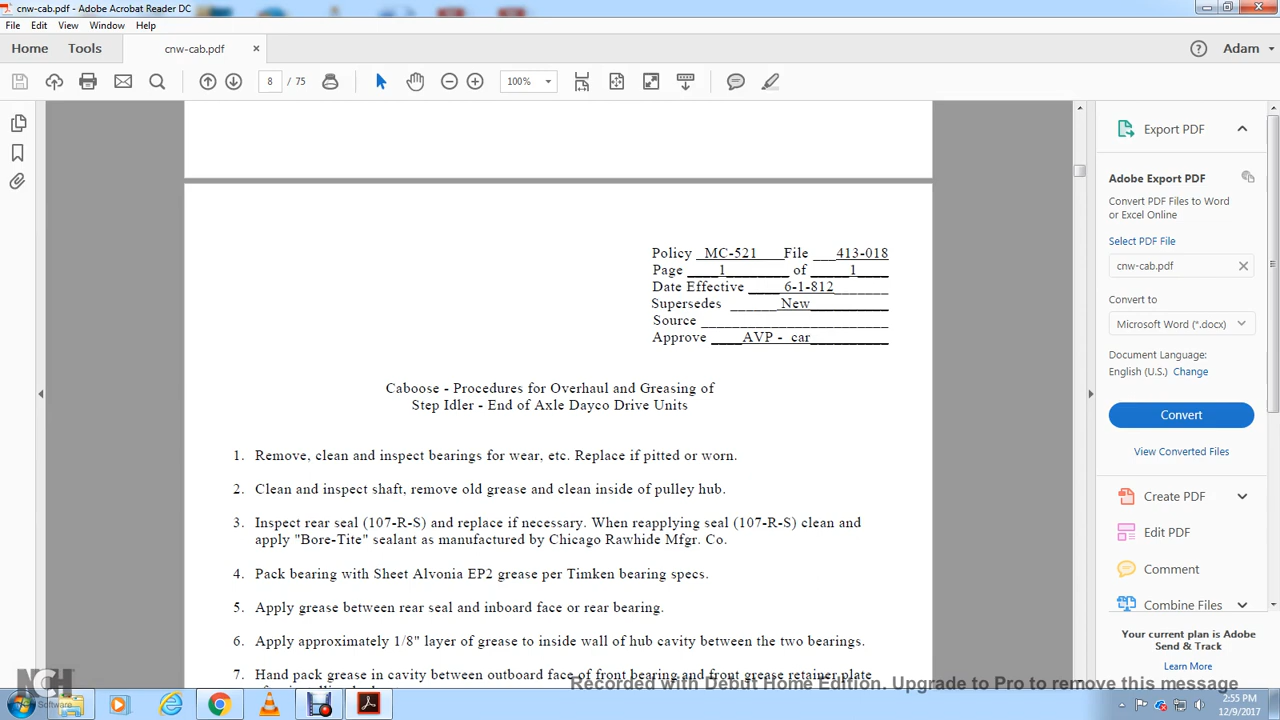 cnw-cab.pdf - Adobe Acrobat Reader DC
File Edit View Window Help
Home Tools cnw-cab.pdf × Adam
8 / 75 100%
Policy MC-521 File 413-018
Page 1 of 1
Date Effective 6-1-812
Supersedes New
Source
Approve AVP - car
Caboose - Procedures for Overhaul and Greasing of
Step Idler - End of Axle Dayco Drive Units
1. Remove, clean and inspect bearings for wear, etc. Replace if pitted or worn.
2. Clean and inspect shaft, remove old grease and clean inside of pulley hub.
3. Inspect rear seal (107-R-S) and replace if necessary. When reapplying seal (107-R-S) clean and
apply "Bore-Tite" sealant as manufactured by Chicago Rawhide Mfgr. Co.
4. Pack bearing with Sheet Alvonia EP2 grease per Timken bearing specs.
5. Apply grease between rear seal and inboard face or rear bearing.
6. Apply approximately 1/8" layer of grease to inside wall of hub cavity between the two bearings.
7. Hand pack grease in cavity between outboard face of front bearing and front grease retainer plate
Export PDF
Adobe Export PDF
Convert PDF Files to Word
or Excel Online
Select PDF File
cnw-cab.pdf
Convert to
Microsoft Word (*.docx)
Document Language:
English (U.S.) Change
Convert
View Converted Files
Create PDF
Edit PDF
Comment
Combine Files
Your current plan is Adobe
Send & Track
Learn More
Recorded with Debut Home Edition. Upgrade to Pro to remove this message
NCH
Software
2:55 PM
12/9/2017